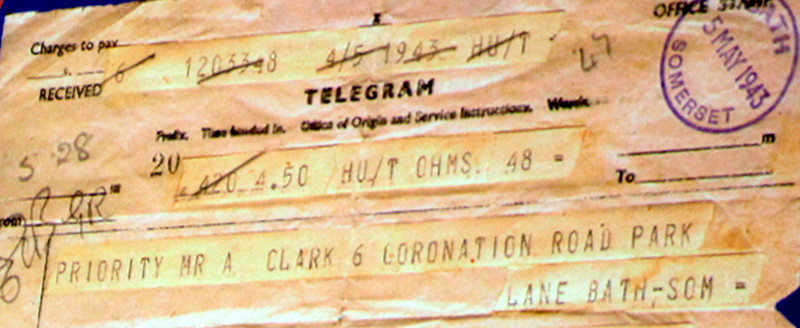 OFFICE STAMP
Charges to pay
6 1203348 4/5 1943 HU/T
47
BATH
5 MAY 1943
SOMERSET
RECEIVED
TELEGRAM
Prefix. Time handed in. Office of Origin and Service Instructions. Words.
5 28
20 420 4.50 HU/T OHMS. 48 =
m
To
From
PRIORITY MR A CLARK 6 CORONATION ROAD PARK
LANE BATH-SOM =